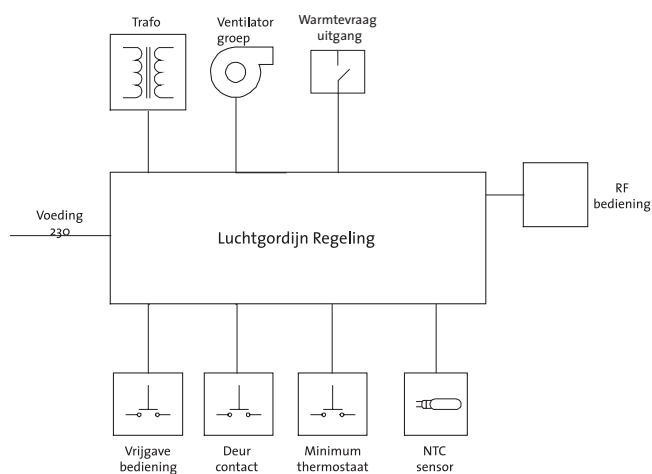 Trafo
Ventilator
groep
Warmtevraag
uitgang
RF
bediening
Voeding
230
Luchtgordijn Regeling
Vrijgave
bediening
Deur
contact
Minimum
thermostaat
NTC
sensor